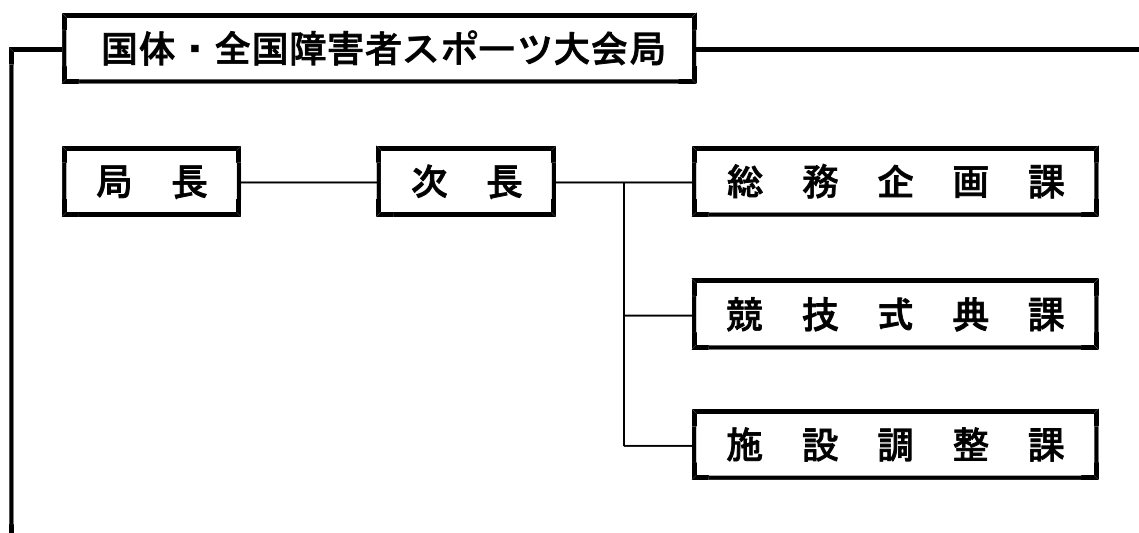 国体・全国障害者スポーツ大会局
局　長　次　長　総　務　企　画　課
競　技　式　典　課
施　設　調　整　課